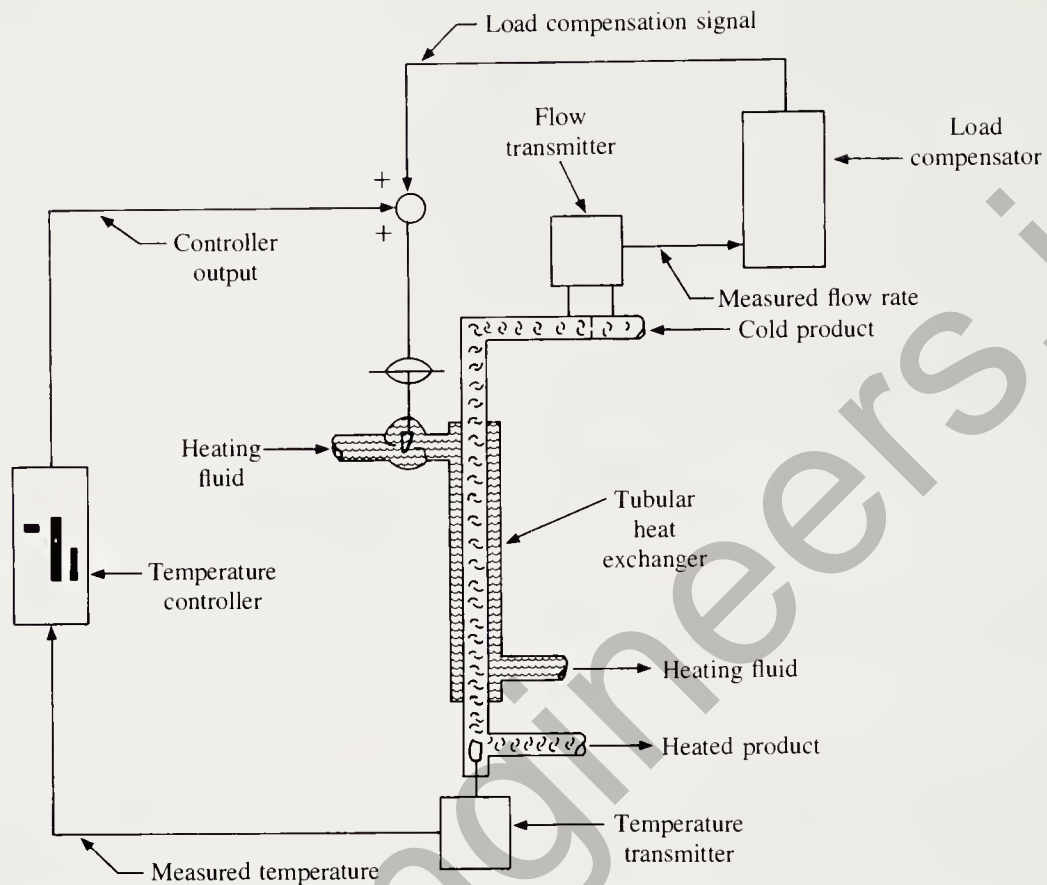 Load compensation signal
Flow
transmitter
Load
compensator
+
+
Controller
output
Measured flow rate
Cold product
Heating
fluid
Tubular
heat
exchanger
Temperature
controller
Heating fluid
Heated product
Temperature
transmitter
Measured temperature
ngineers.i